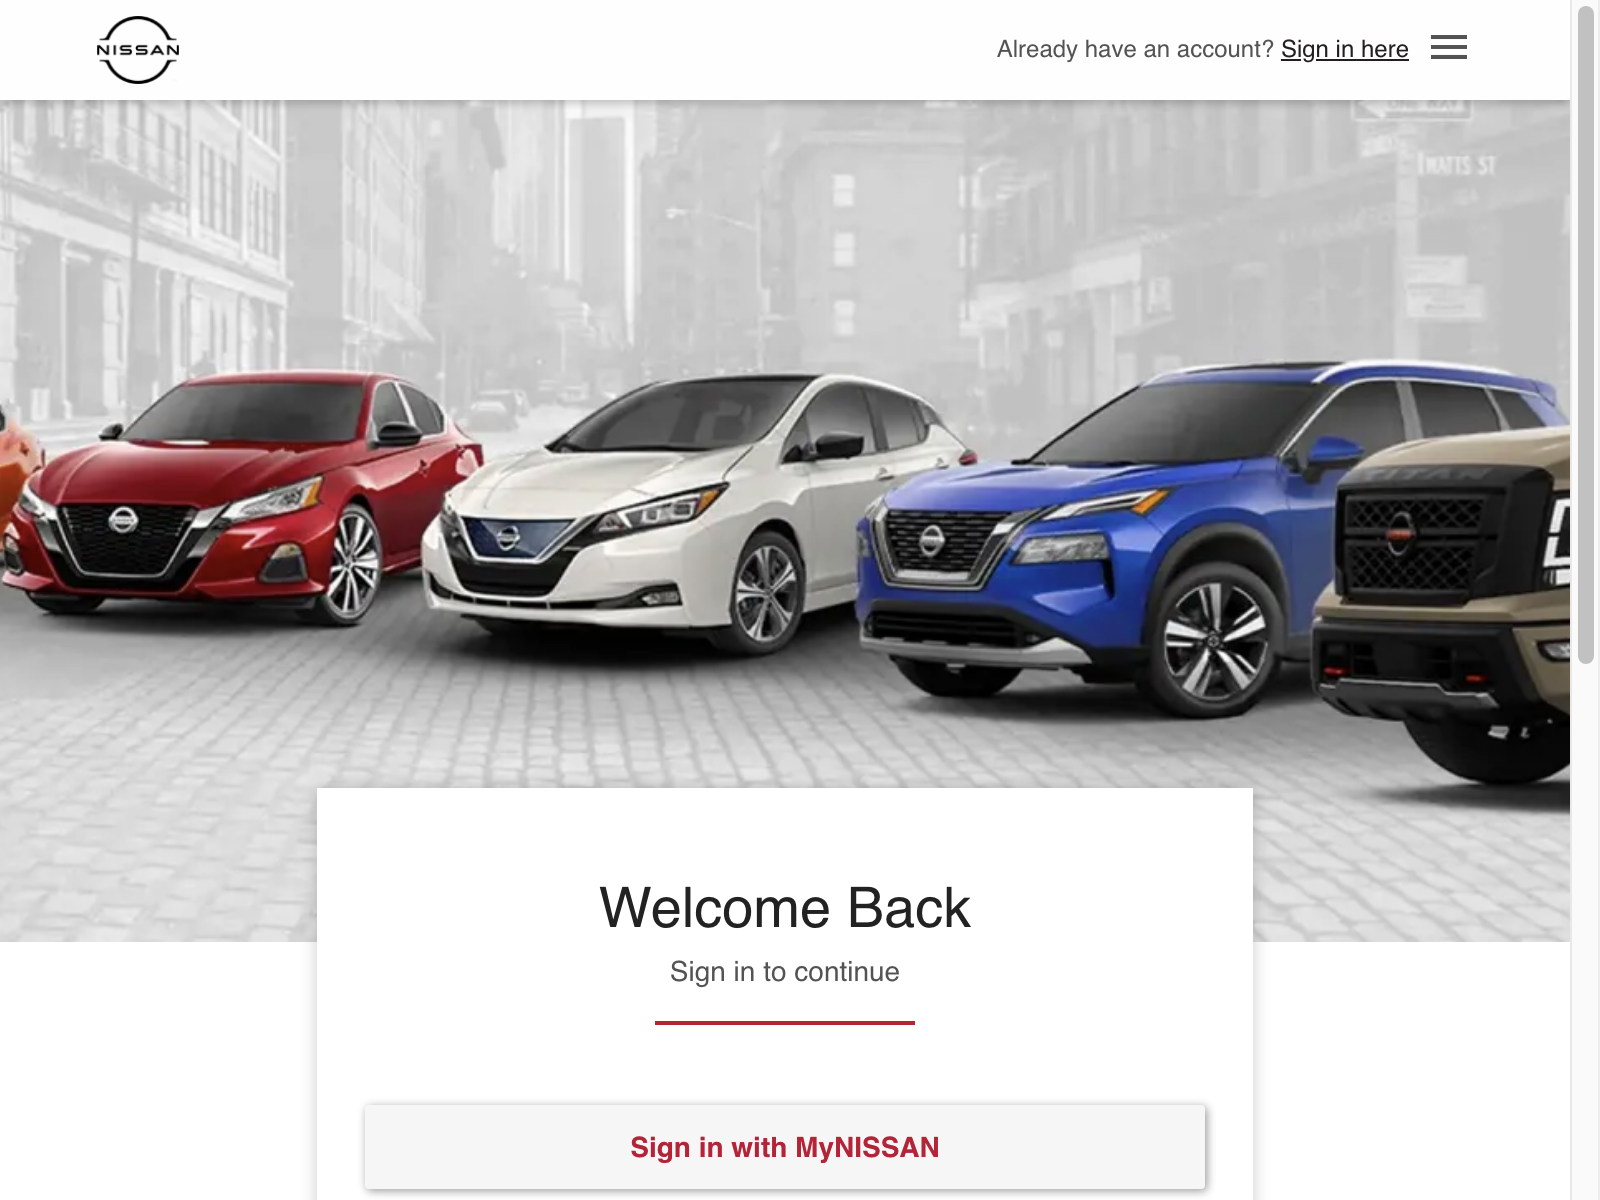 NISSAN
Already have an account? Sign in here
WATTS ST
TITAN
Welcome Back
Sign in to continue
Sign in with MyNISSAN